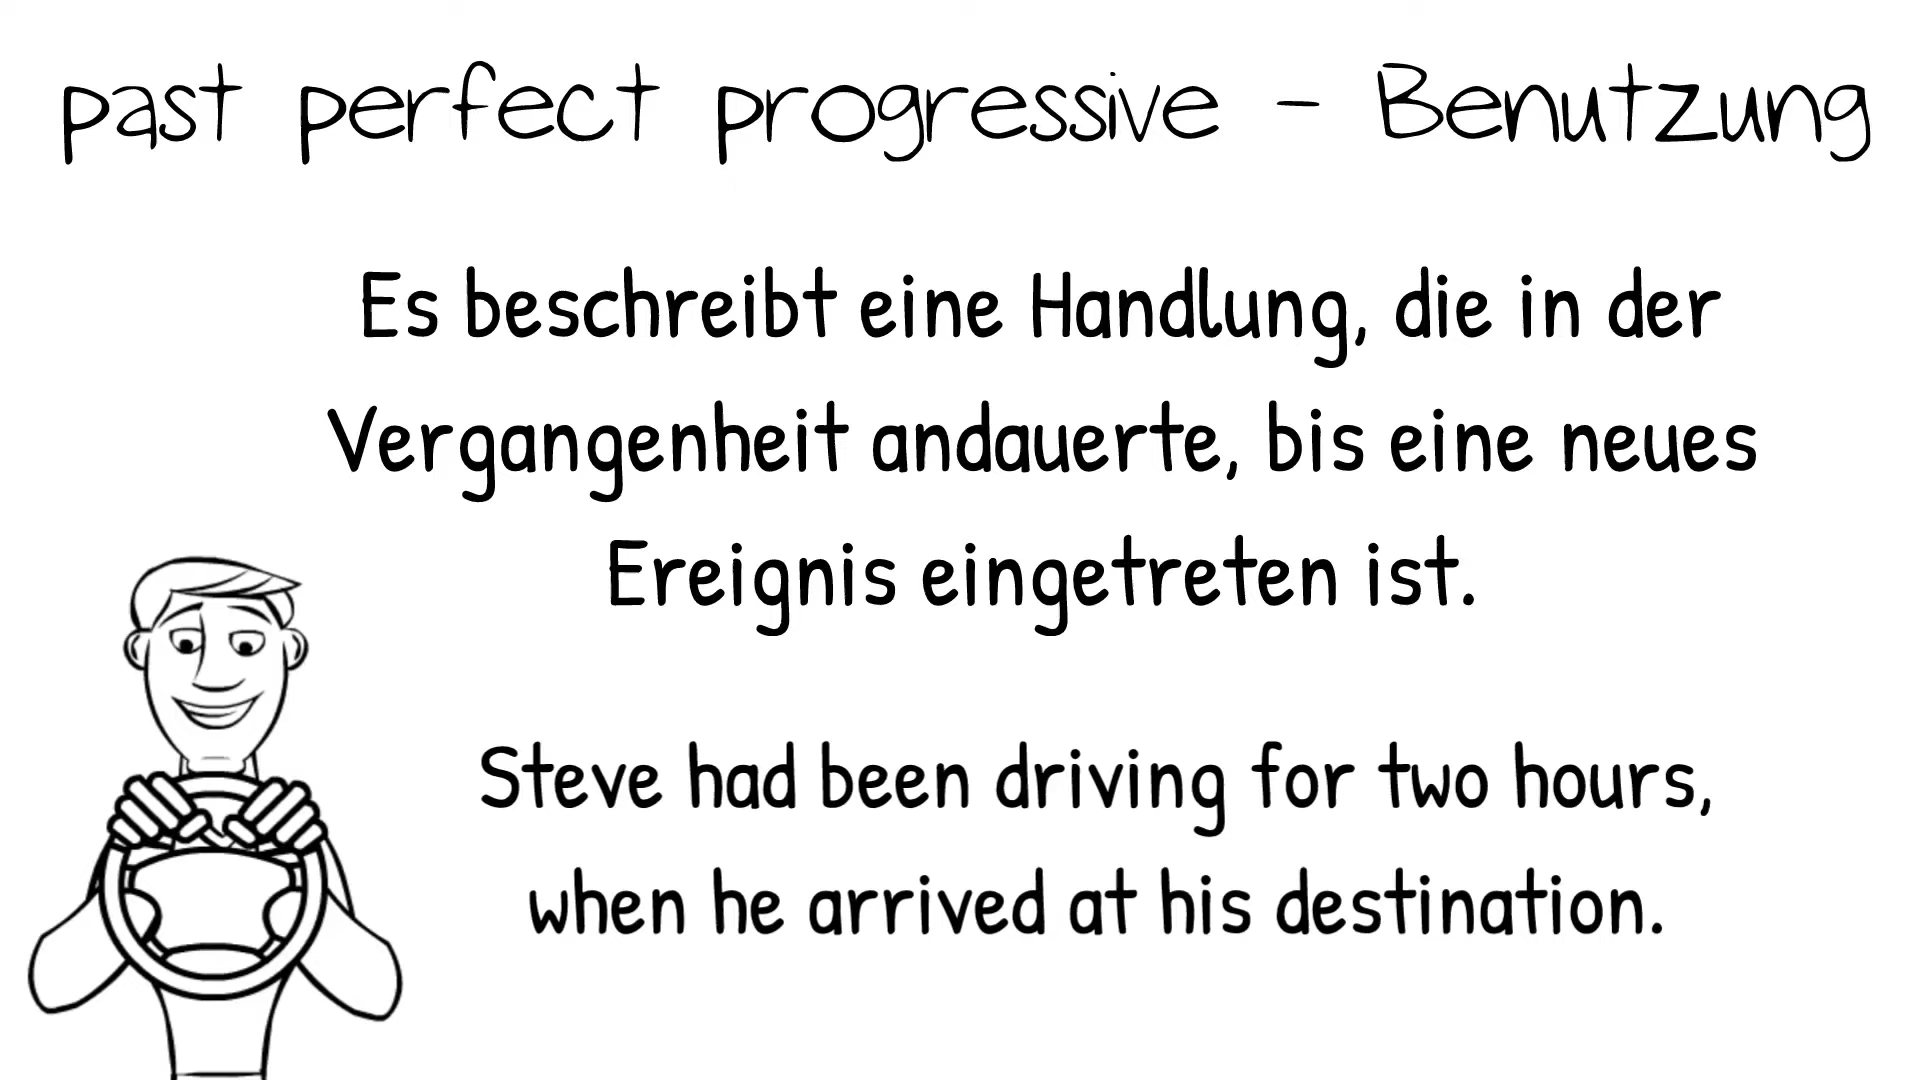 past perfect progressive - Benutzung
Es beschreibt eine Handlung, die in der
Vergangenheit andauerte, bis eine neues
Ereignis eingetreten ist.
Steve had been driving for two hours,
when he arrived at his destination.